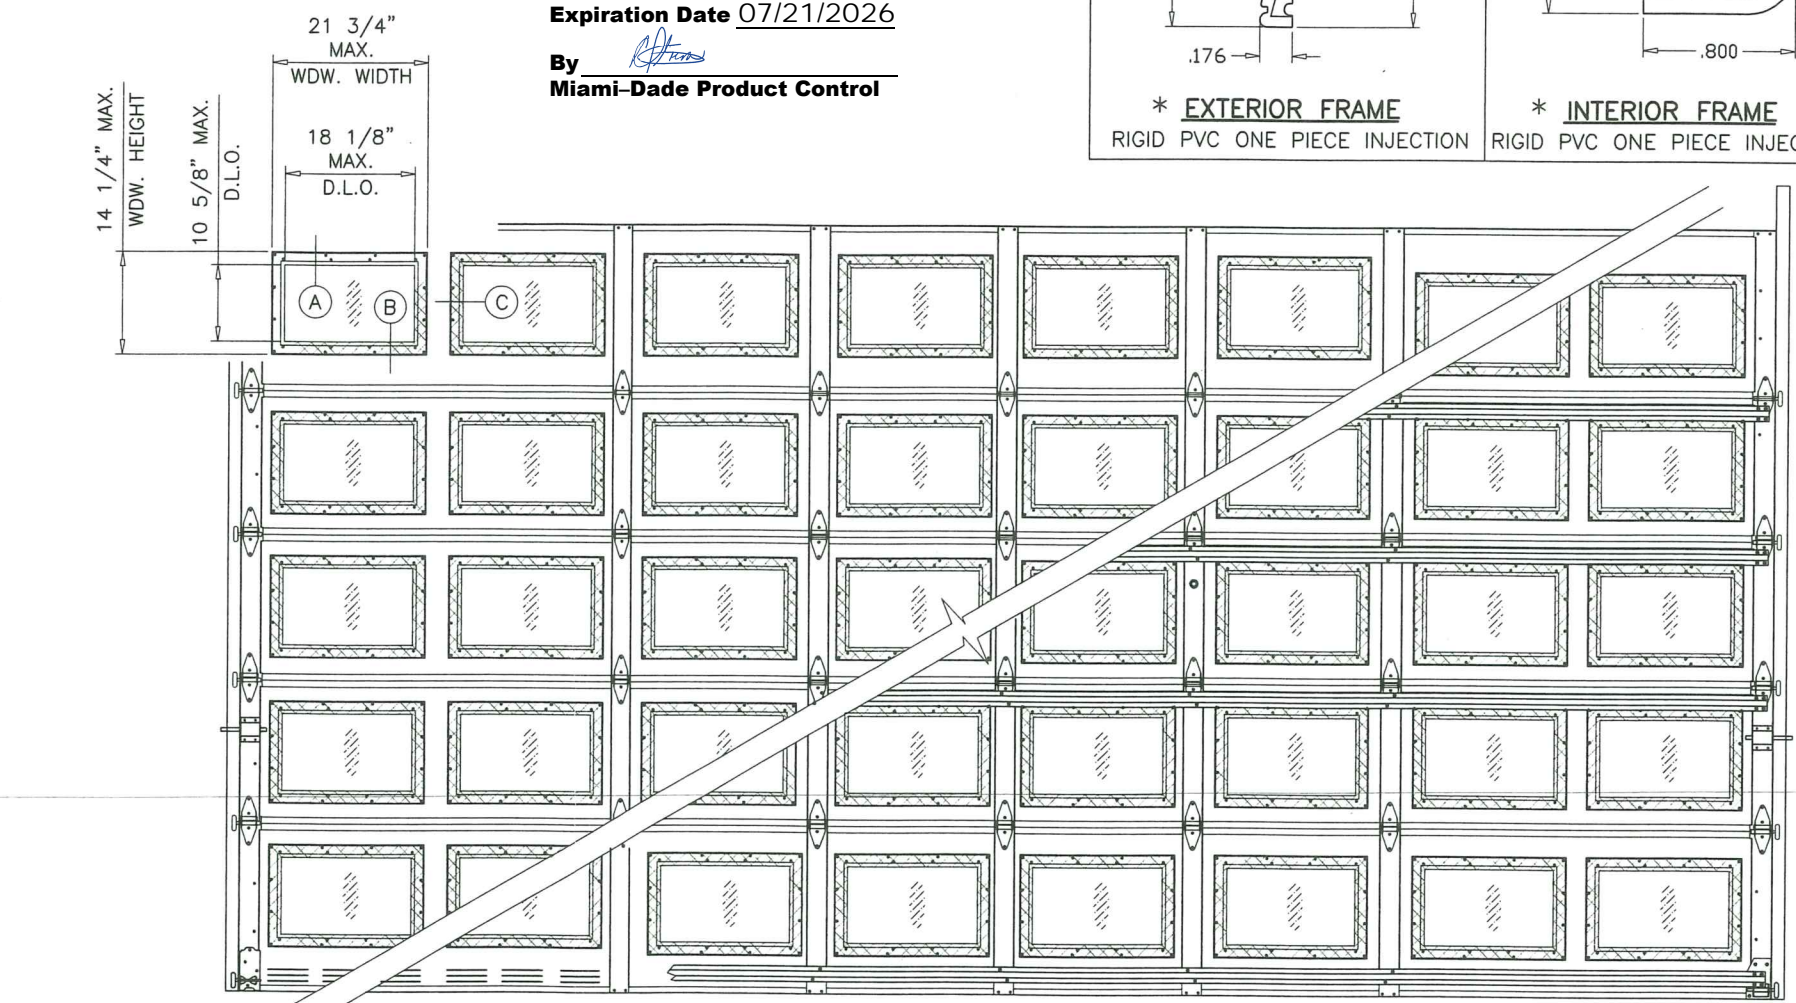 Expiration Date 07/21/2026
By
Miami–Dade Product Control
21 3/4"
MAX.
WDW. WIDTH
18 1/8"
MAX.
D.L.O.
14 1/4" MAX.
WDW. HEIGHT
10 5/8" MAX.
D.L.O.
.176
* EXTERIOR FRAME
RIGID PVC ONE PIECE INJECTION
.800
* INTERIOR FRAME
RIGID PVC ONE PIECE INJEC
A
B
C